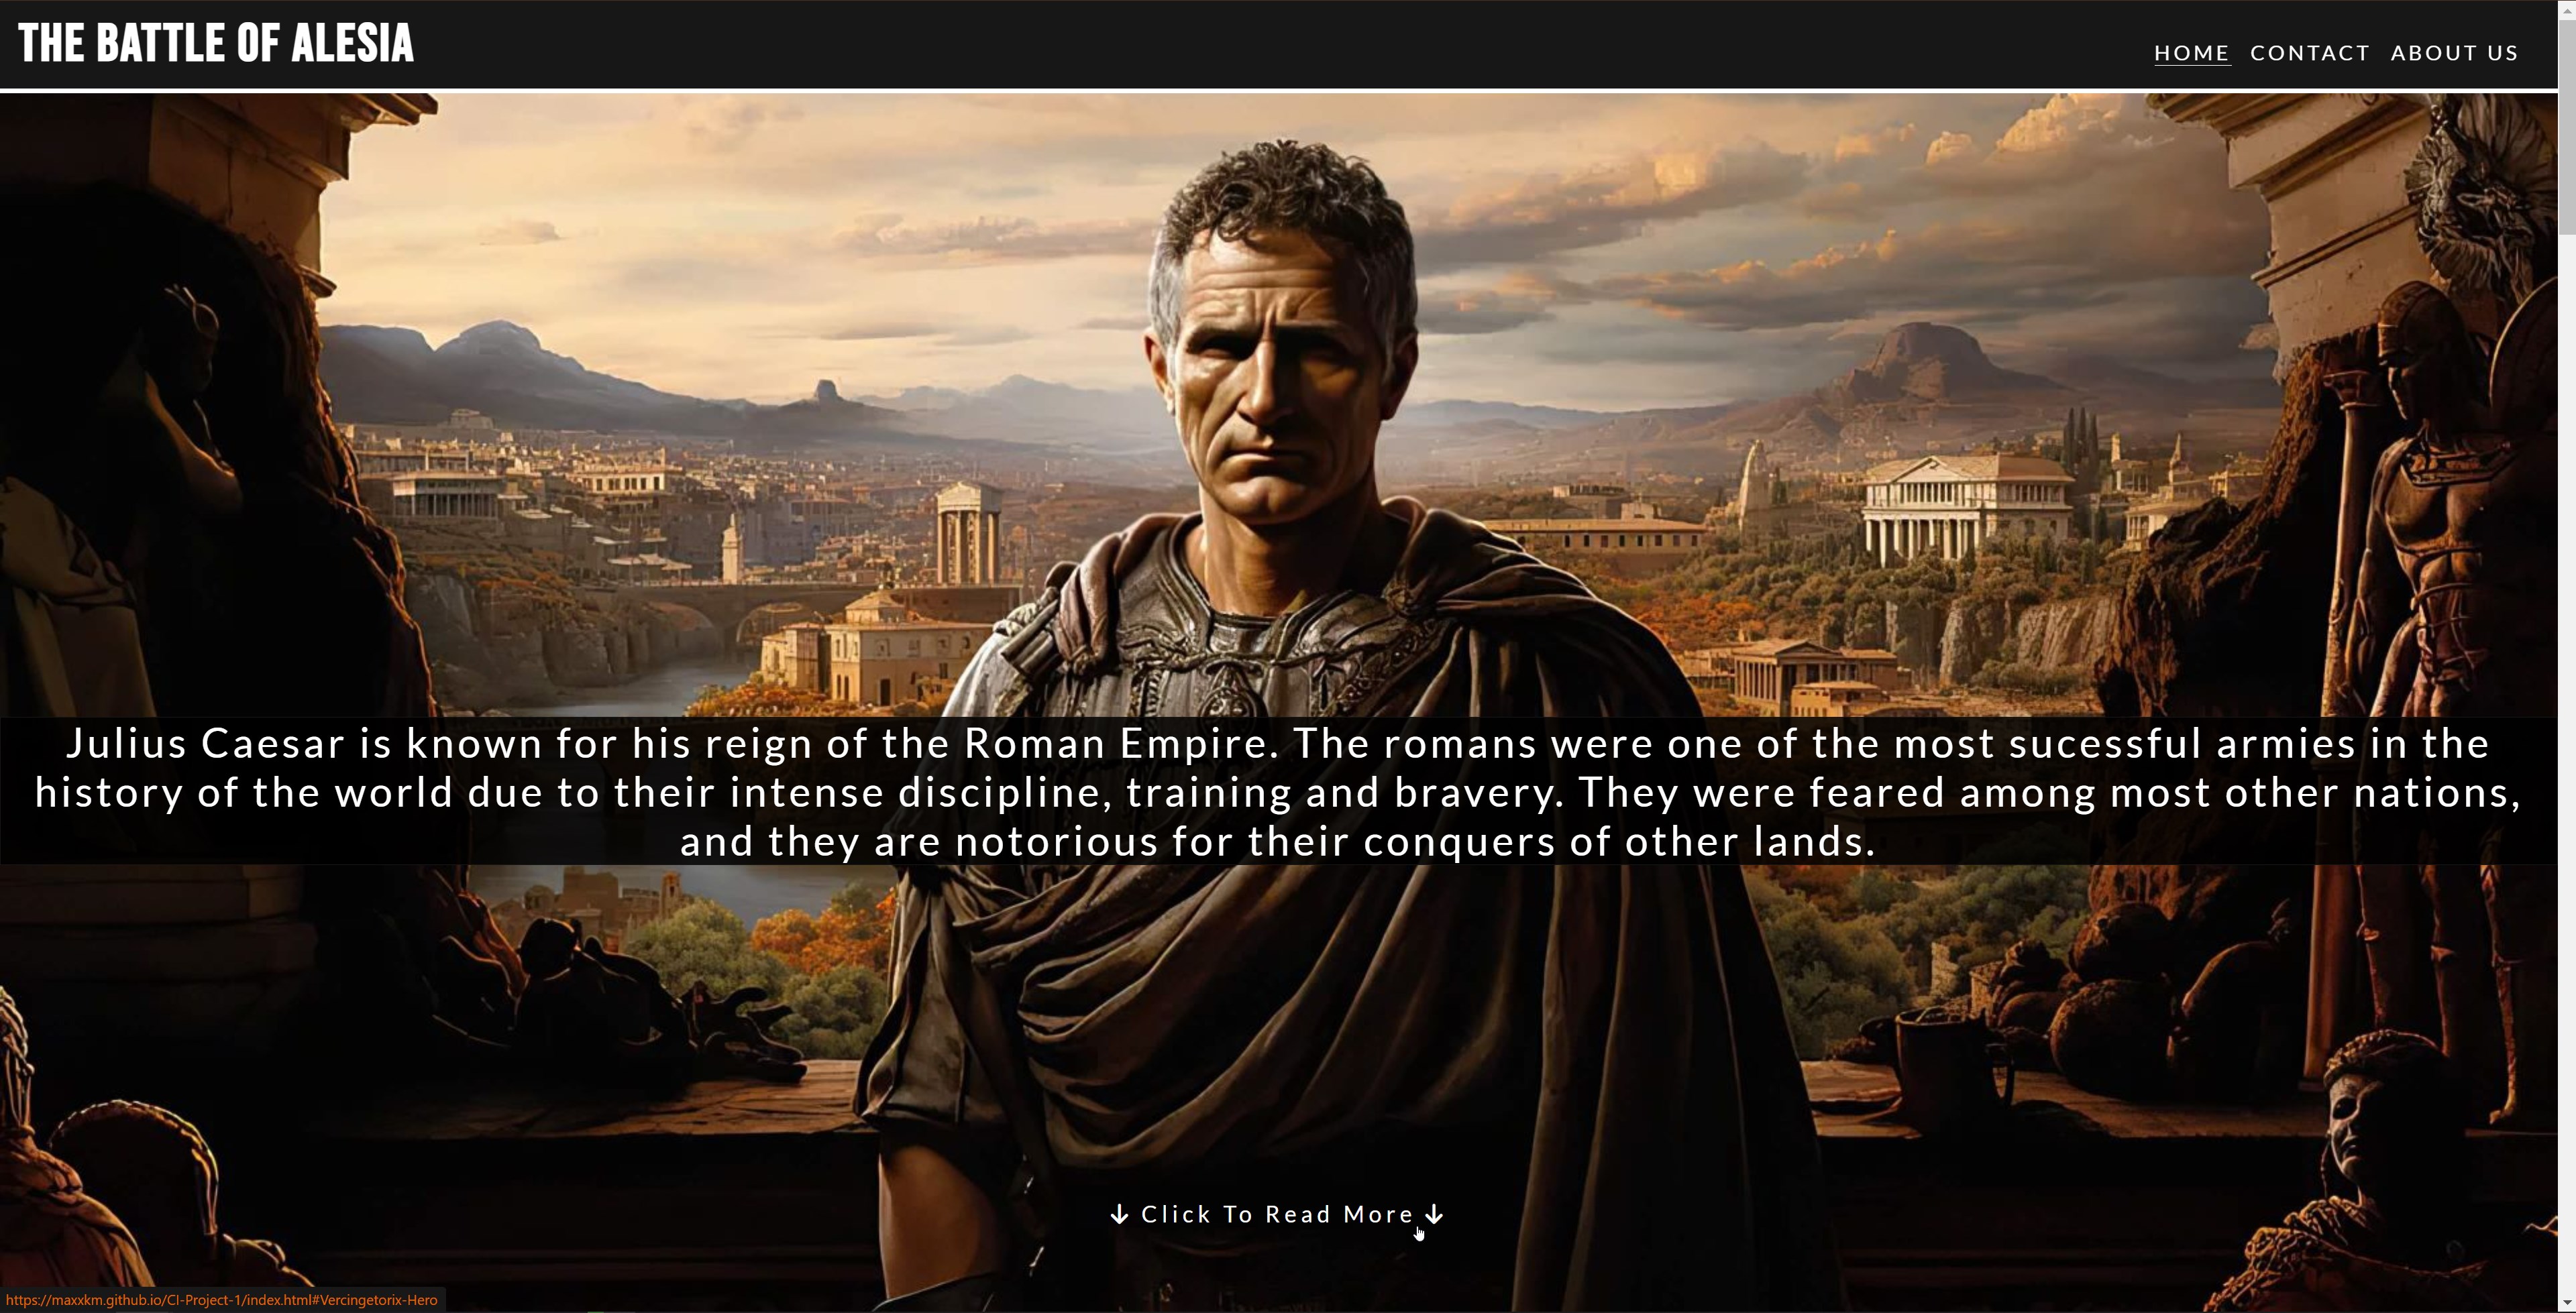 THE BATTLE OF ALESIA
HOME CONTACT ABOUT US
Julius Caesar is known for his reign of the Roman Empire. The romans were one of the most sucessful armies in the
history of the world due to their intense discipline, training and bravery. They were feared among most other nations,
and they are notorious for their conquers of other lands.
↓ Click To Read More ↓
https://maxxkm.github.io/CI-Project-1/index.html#Vercingetorix-Hero